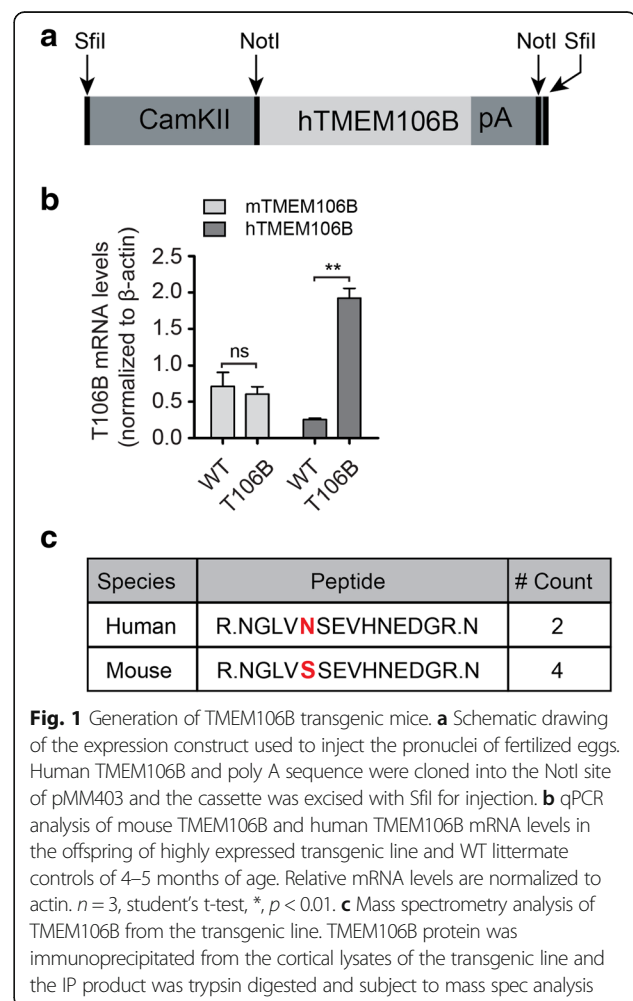 a
SfiI NotI NotI SfiI
CamKII hTMEM106B pA
b
mTMEM106B
hTMEM106B
T106B mRNA levels
(normalized to β-actin)
2.5
2.0
1.5
1.0
0.5
0.0
ns
**
WT T106B WT T106B
c
Species Peptide # Count
Human R.NGLVNSEVHNEDGR.N 2
Mouse R.NGLVSSEVHNEDGR.N 4
Fig. 1 Generation of TMEM106B transgenic mice. a Schematic drawing
of the expression construct used to inject the pronuclei of fertilized eggs.
Human TMEM106B and poly A sequence were cloned into the NotI site
of pMM403 and the cassette was excised with SfiI for injection. b qPCR
analysis of mouse TMEM106B and human TMEM106B mRNA levels in
the offspring of highly expressed transgenic line and WT littermate
controls of 4–5 months of age. Relative mRNA levels are normalized to
actin. n = 3, student's t-test, *, p < 0.01. c Mass spectrometry analysis of
TMEM106B from the transgenic line. TMEM106B protein was
immunoprecipitated from the cortical lysates of the transgenic line and
the IP product was trypsin digested and subject to mass spec analysis